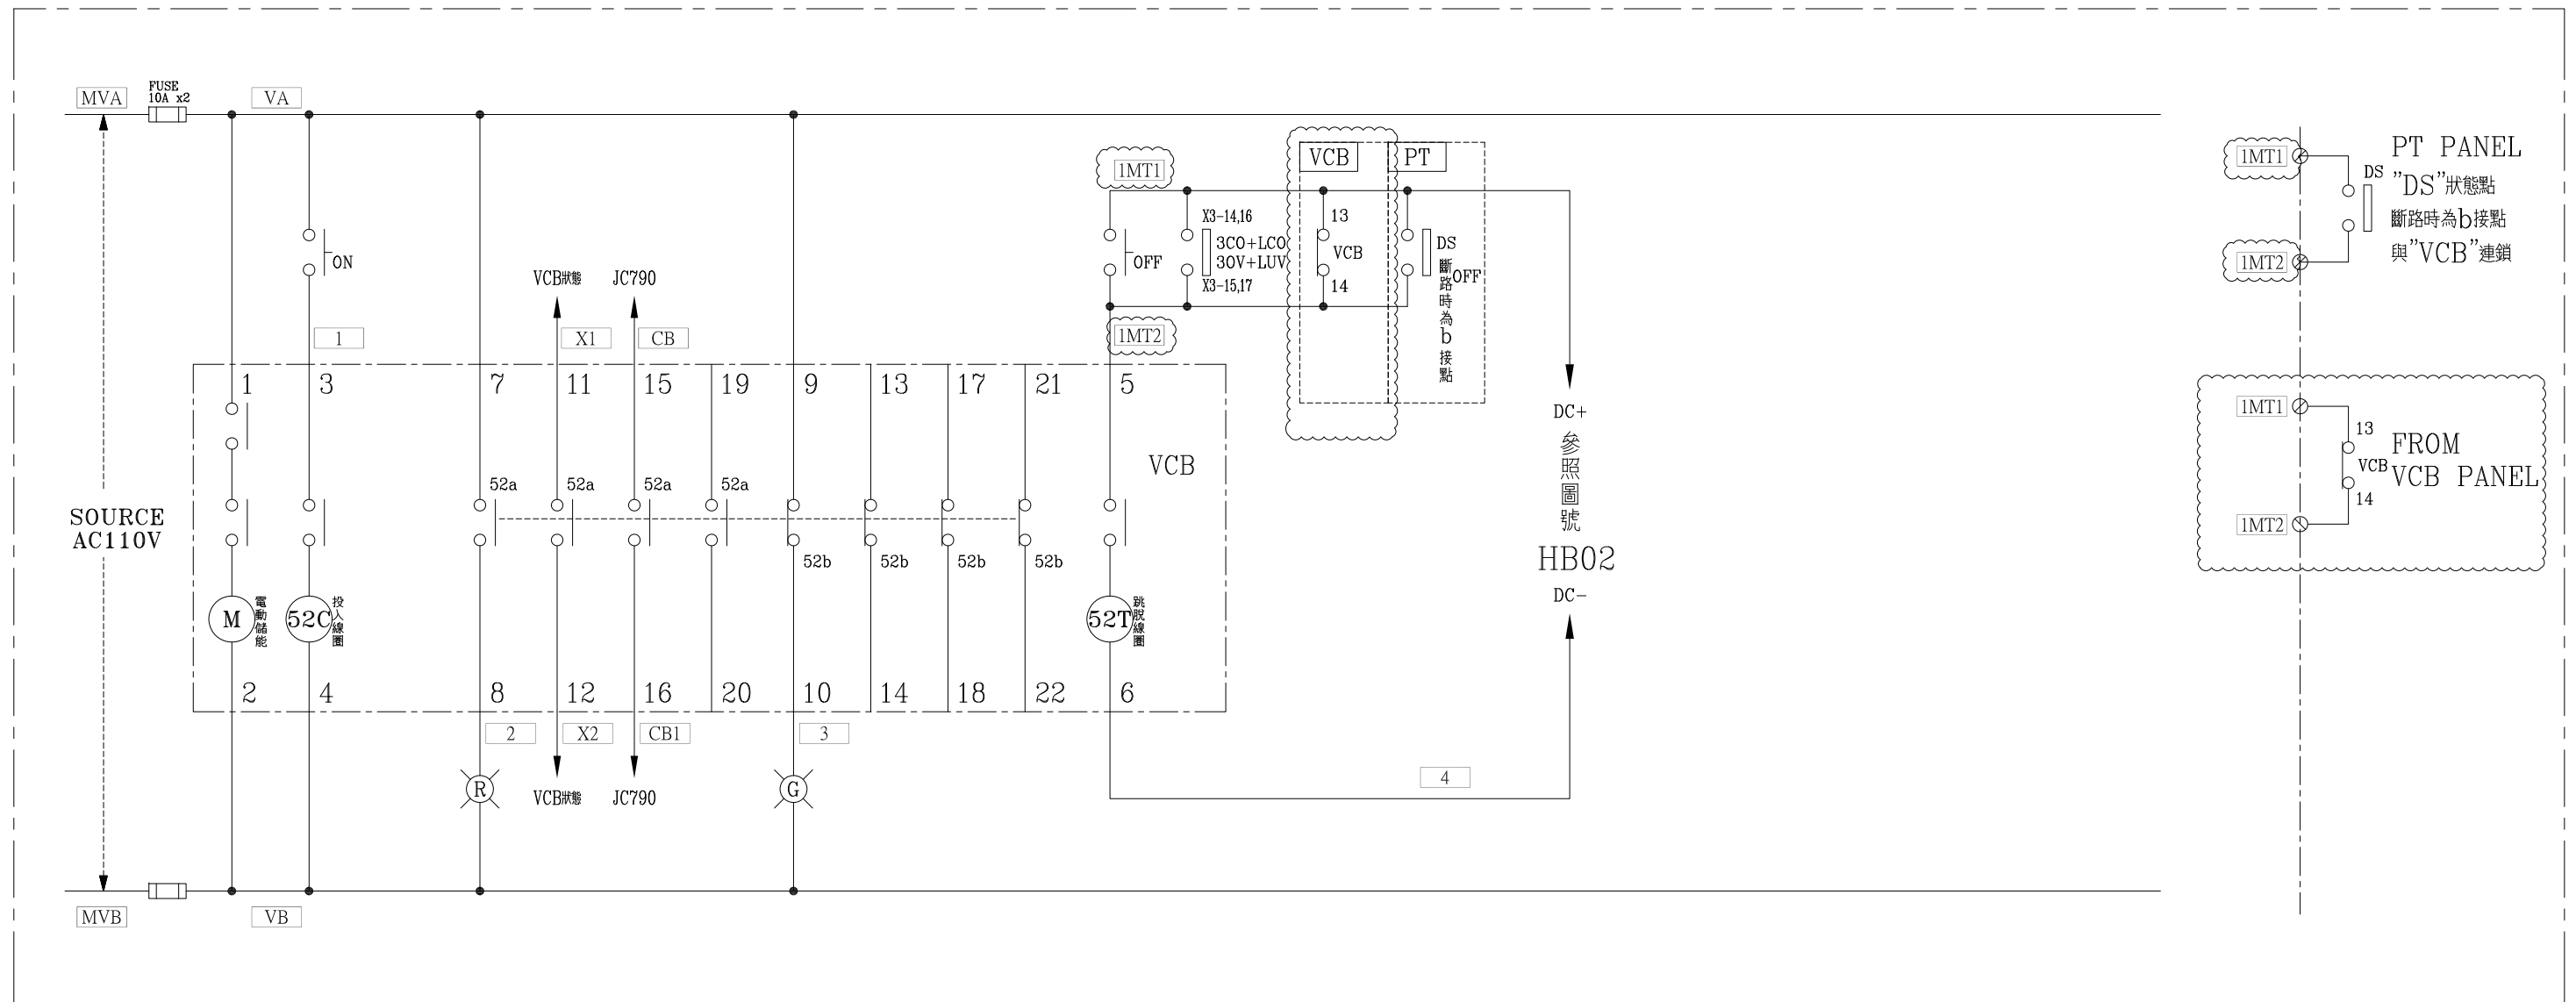 MVA
FUSE
10A x2
VA
SOURCE
AC110V
MVB
VB
ON
1
VCB狀態
X1
JC790
CB
1
3
7
11
15
19
9
13
17
21
5
VCB
52a
52a
52a
52a
52b
52b
52b
52b
M
電動儲能
52C
投入線圈
52T
跳脫線圈
2
4
8
12
16
20
10
14
18
22
6
2
X2
CB1
3
4
R
VCB狀態
JC790
G
1MT1
OFF
X3-14,16
3CO+LCO
3OV+LUV
X3-15,17
1MT2
VCB
PT
13
VCB
14
DS
OFF
斷路時為b接點
DC+
參照圖號
HB02
DC-
1MT1
DS
1MT2
PT PANEL
"DS"狀態點
斷路時為b接點
與"VCB"連鎖
1MT1
13
VCB
14
1MT2
FROM
VCB PANEL